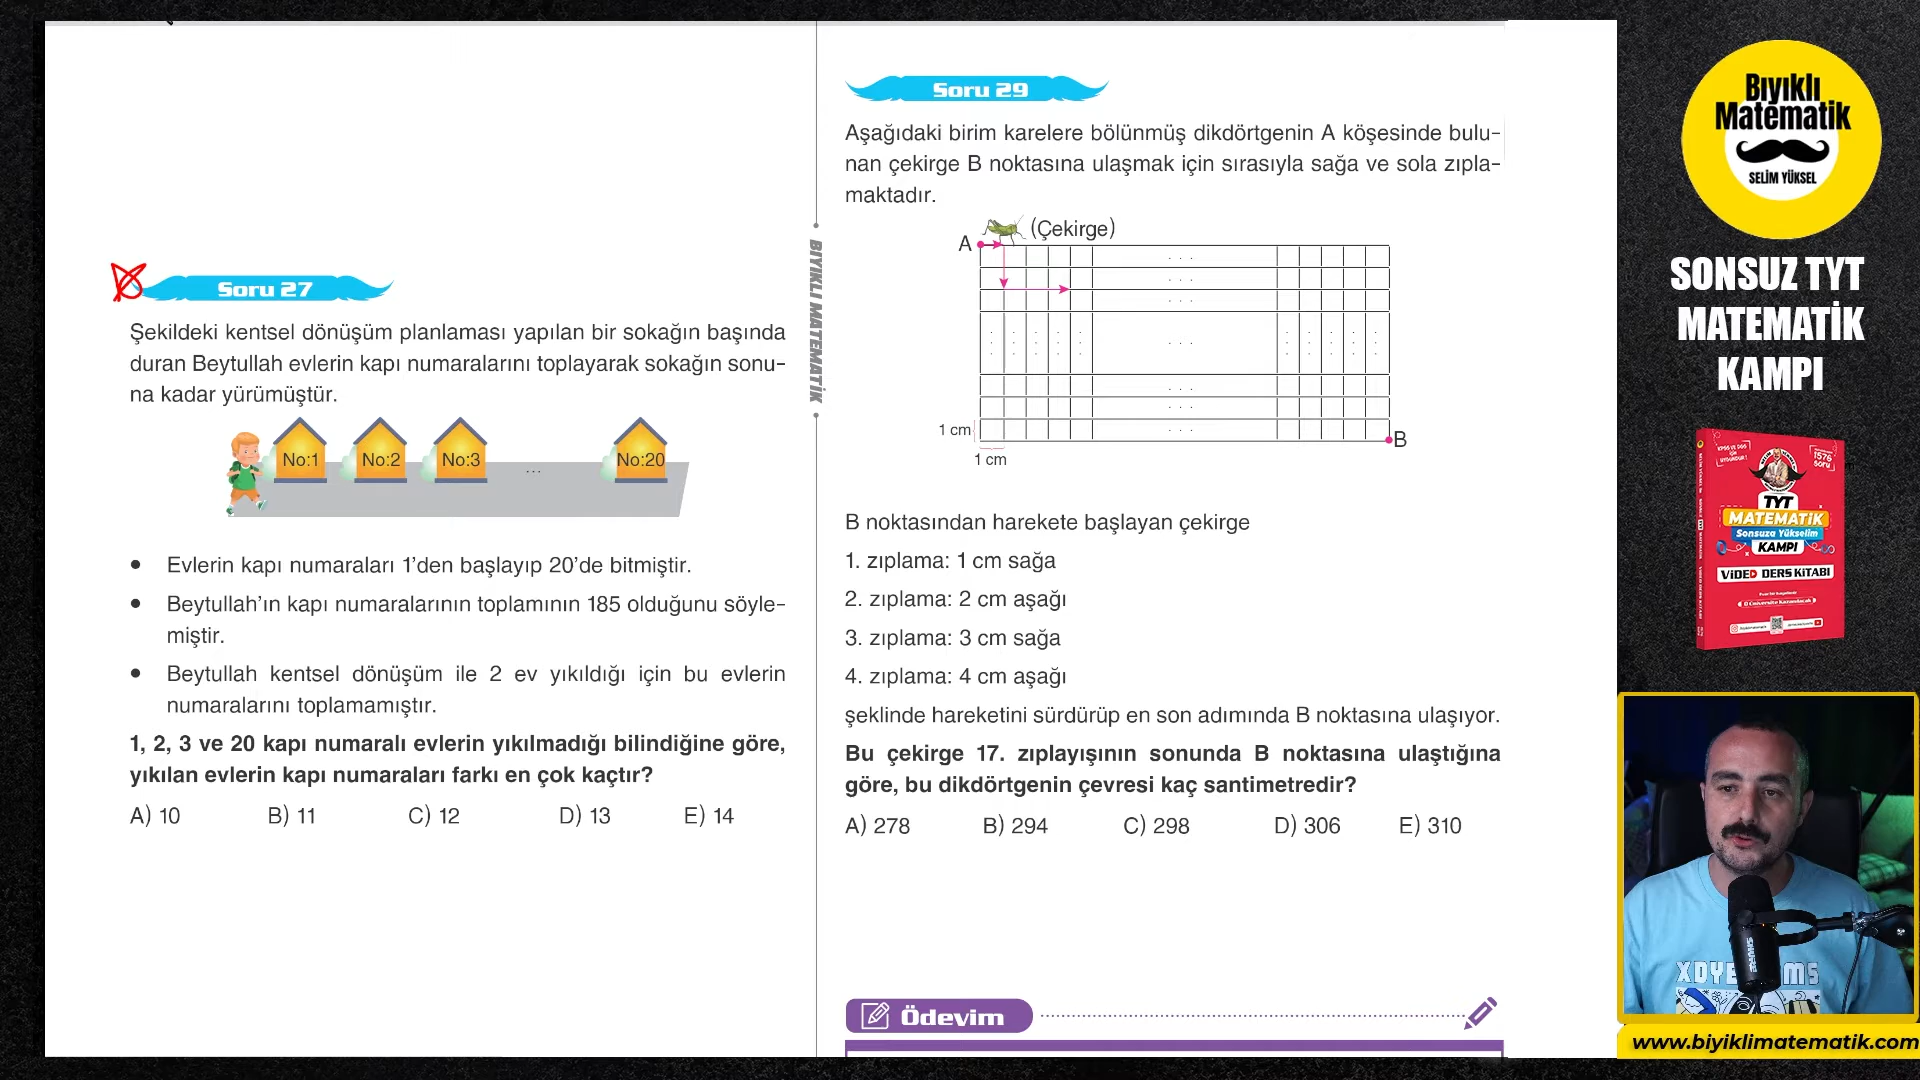 Soru 27
Şekildeki kentsel dönüşüm planlaması yapılan bir sokağın başında
duran Beytullah evlerin kapı numaralarını toplayarak sokağın sonu-
na kadar yürümüştür.
No:1 No:2 No:3 ... No:20
• Evlerin kapı numaraları 1'den başlayıp 20'de bitmiştir.
• Beytullah'ın kapı numaralarının toplamının 185 olduğunu söyle-
miştir.
• Beytullah kentsel dönüşüm ile 2 ev yıkıldığı için bu evlerin
numaralarını toplamamıştır.
1, 2, 3 ve 20 kapı numaralı evlerin yıkılmadığı bilindiğine göre,
yıkılan evlerin kapı numaraları farkı en çok kaçtır?
A) 10 B) 11 C) 12 D) 13 E) 14
BIYIKLI MATEMATİK
Soru 29
Aşağıdaki birim karelere bölünmüş dikdörtgenin A köşesinde bulu-
nan çekirge B noktasına ulaşmak için sırasıyla sağa ve sola zıpla-
maktadır.
(Çekirge)
A
1 cm
B
1 cm
B noktasından harekete başlayan çekirge
1. zıplama: 1 cm sağa
2. zıplama: 2 cm aşağı
3. zıplama: 3 cm sağa
4. zıplama: 4 cm aşağı
şeklinde hareketini sürdürüp en son adımında B noktasına ulaşıyor.
Bu çekirge 17. zıplayışının sonunda B noktasına ulaştığına
göre, bu dikdörtgenin çevresi kaç santimetredir?
A) 278 B) 294 C) 298 D) 306 E) 310
Ödevim
Bıyıklı
Matematik
SELİM YÜKSEL
SONSUZ TYT
MATEMATİK
KAMPI
TYT
MATEMATİK
Sonsuza Yükselim
KAMPI
VİDEO DERS KİTABI
1576
Soru
SHURE
www.biyiklimatematik.com